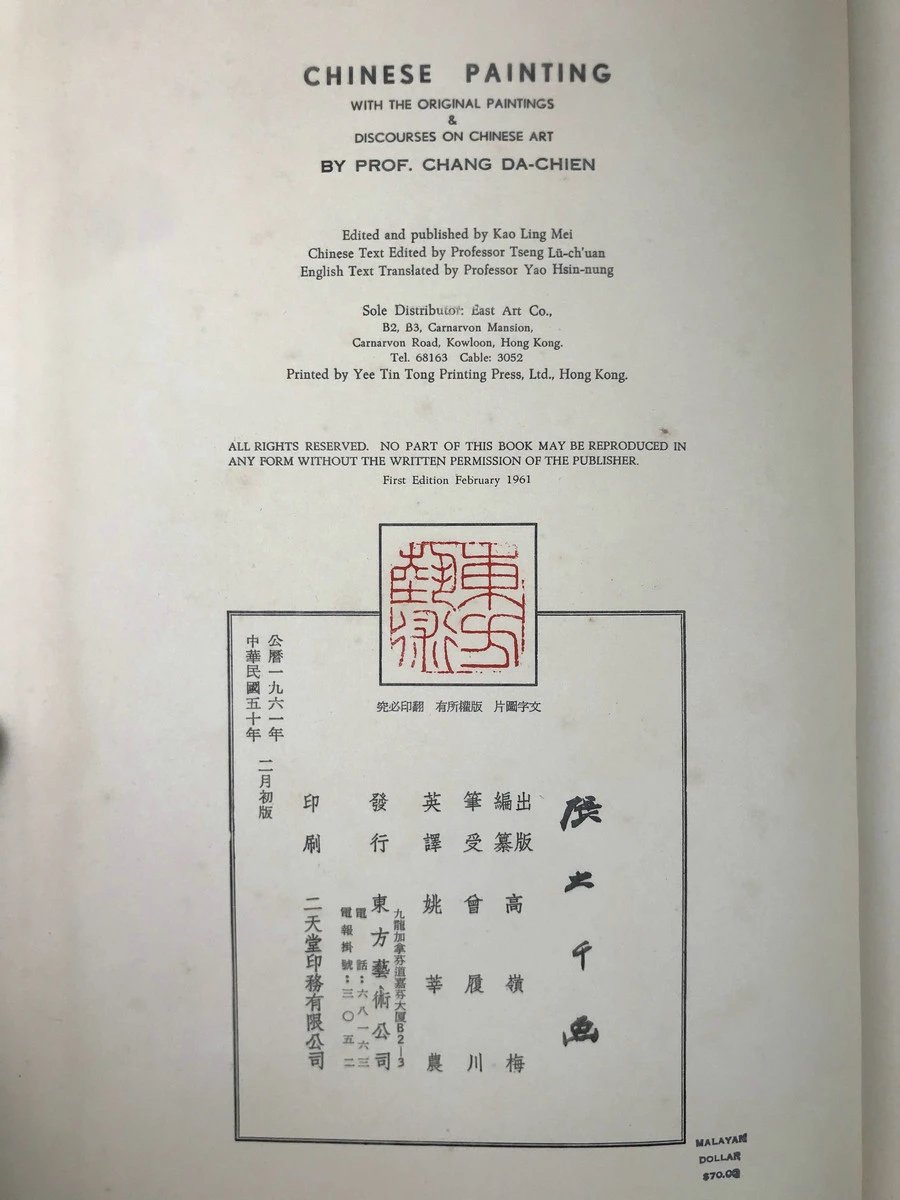 CHINESE PAINTING
WITH THE ORIGINAL PAINTINGS
&
DISCOURSES ON CHINESE ART
BY PROF. CHANG DA-CHIEN
Edited and published by Kao Ling Mei
Chinese Text Edited by Professor Tseng Lü-ch'uan
English Text Translated by Professor Yao Hsin-nung
Sole Distributor: East Art Co.,
B2, B3, Carnarvon Mansion,
Carnarvon Road, Kowloon, Hong Kong.
Tel. 68163 Cable: 3052
Printed by Yee Tin Tong Printing Press, Ltd., Hong Kong.
ALL RIGHTS RESERVED. NO PART OF THIS BOOK MAY BE REPRODUCED IN
ANY FORM WITHOUT THE WRITTEN PERMISSION OF THE PUBLISHER.
First Edition February 1961
東方
藝術
文字圖片 版權所有 翻印必究
張大千画
出版
編纂
高嶺梅
筆受 曾履川
英譯 姚莘農
九龍加拿芬道嘉芬大廈B2—3
發行 東方藝術公司
電話:六八一六三
電報掛號:三〇五二
印刷 二天堂印務有限公司
公曆一九六一年
中華民國五十年
二月初版
MALAYAN
DOLLAR
$70.00